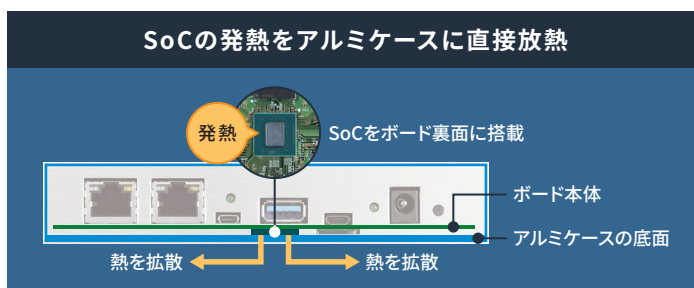 SoCの発熱をアルミケースに直接放熱
発熱
SoCをボード裏面に搭載
ボード本体
アルミケースの底面
熱を拡散
熱を拡散